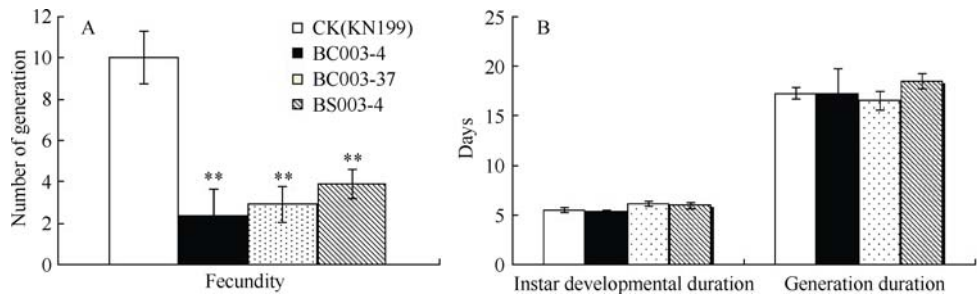 A
Number of generation
12
10
8
6
4
2
0
CK(KN199)
BC003-4
BC003-37
BS003-4
**
**
**
Fecundity
B
Days
25
20
15
10
5
0
Instar developmental duration
Generation duration